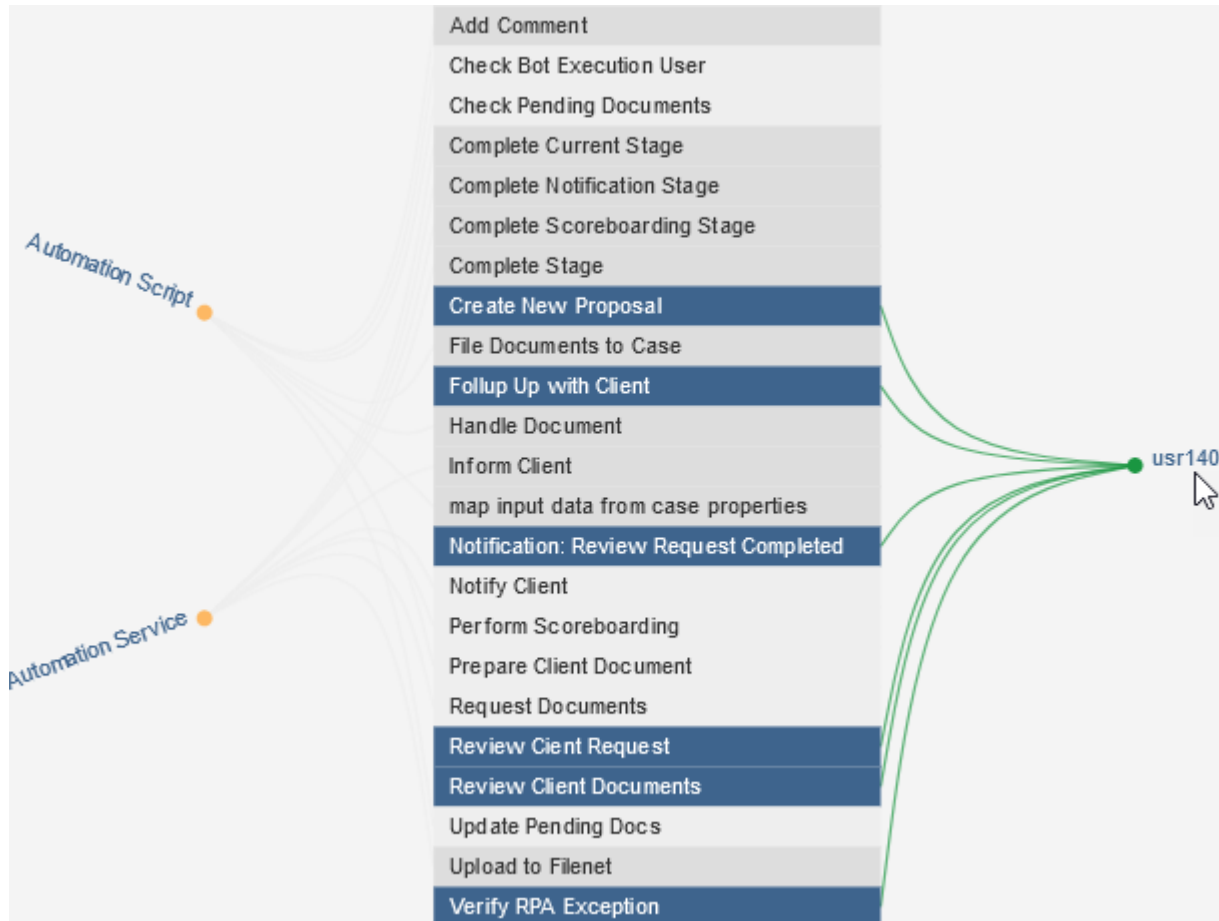 Add Comment
Check Bot Execution User
Check Pending Documents
Complete Current Stage
Complete Notification Stage
Complete Scoreboarding Stage
Complete Stage
Create New Proposal
File Documents to Case
Follup Up with Client
Handle Document
Inform Client
map input data from case properties
Notification: Review Request Completed
Notify Client
Perform Scoreboarding
Prepare Client Document
Request Documents
Review Cient Request
Review Client Documents
Update Pending Docs
Upload to Filenet
Verify RPA Exception
Automation Script
Automation Service
usr140